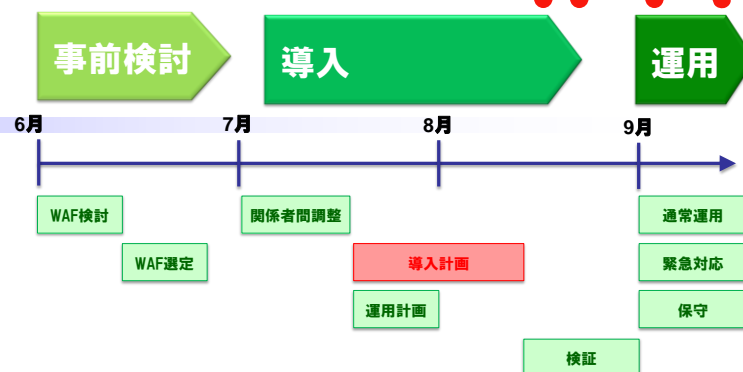 事前検討
導入
運用
6月
7月
8月
9月
WAF検討
関係者間調整
通常運用
WAF選定
導入計画
緊急対応
運用計画
保守
検証